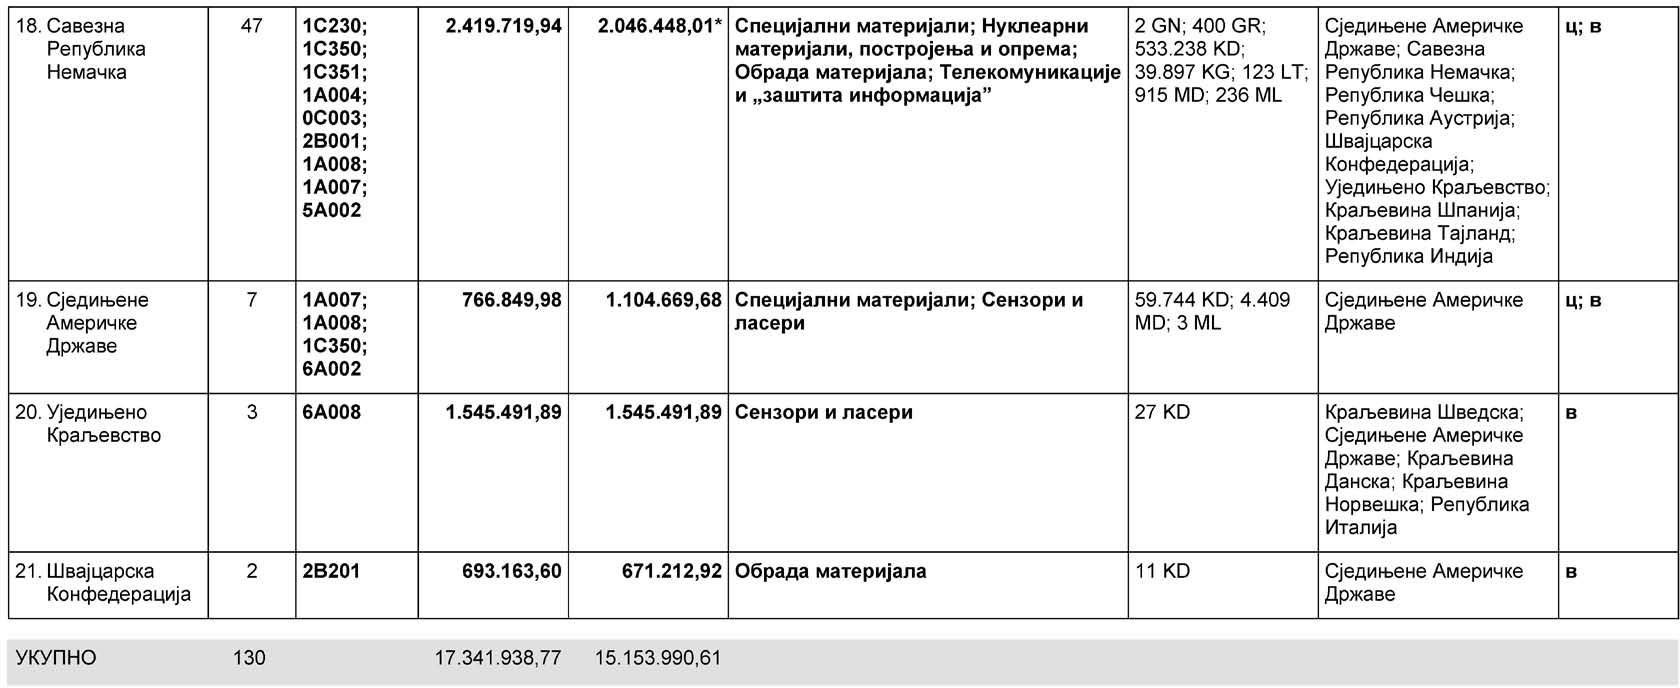 18. Савезна Република Немачка
47
1C230;
1C350;
1C351;
1A004;
0C003;
2B001;
1A008;
1A007;
5A002
2.419.719,94
2.046.448,01*
Специјални материјали; Нуклеарни
материјали, постројења и опрема;
Обрада материјала; Телекомуникације
и „заштита информација”
2 GN; 400 GR;
533.238 KD;
39.897 KG; 123 LT;
915 MD; 236 ML
Сједињене Америчке
Државе; Савезна
Република Немачка;
Република Чешка;
Република Аустрија;
Швајцарска
Конфедерација;
Уједињено Краљевство;
Краљевина Шпанија;
Краљевина Тајланд;
Република Индија
ц; в
19. Сједињене
Америчке
Државе
7
1A007;
1A008;
1C350;
6A002
766.849,98
1.104.669,68
Специјални материјали; Сензори и
ласери
59.744 KD; 4.409
MD; 3 ML
Сједињене Америчке
Државе
ц; в
20. Уједињено
Краљевство
3
6A008
1.545.491,89
1.545.491,89
Сензори и ласери
27 KD
Краљевина Шведска;
Сједињене Америчке
Државе; Краљевина
Данска; Краљевина
Норвешка; Република
Италија
в
21. Швајцарска
Конфедерација
2
2B201
693.163,60
671.212,92
Обрада материјала
11 KD
Сједињене Америчке
Државе
в
УКУПНО 130 17.341.938,77 15.153.990,61